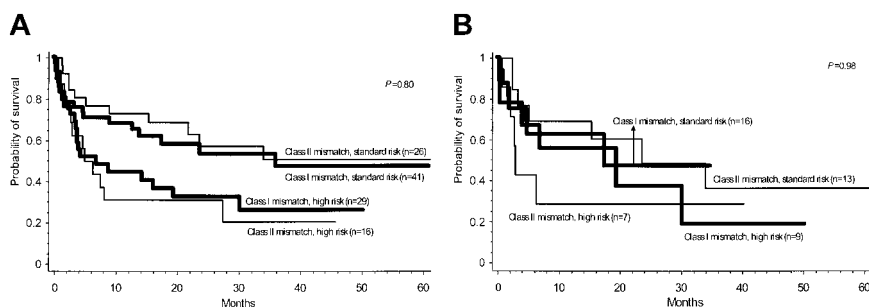 A
Probability of survival
1
0.8
0.6
0.4
0.2
0
P=0.80
Class II mismatch, standard risk (n=26)
Class I mismatch, standard risk (n=41)
Class I mismatch, high risk (n=29)
Class II mismatch, high risk (n=16)
0 10 20 30 40 50 60
Months
B
Probability of survival
1
0.8
0.6
0.4
0.2
0
P=0.98
Class I mismatch, standard risk (n=16)
Class II mismatch, standard risk (n=13)
Class II mismatch, high risk (n=7)
Class I mismatch, high risk (n=9)
0 10 20 30 40 50 60
Months